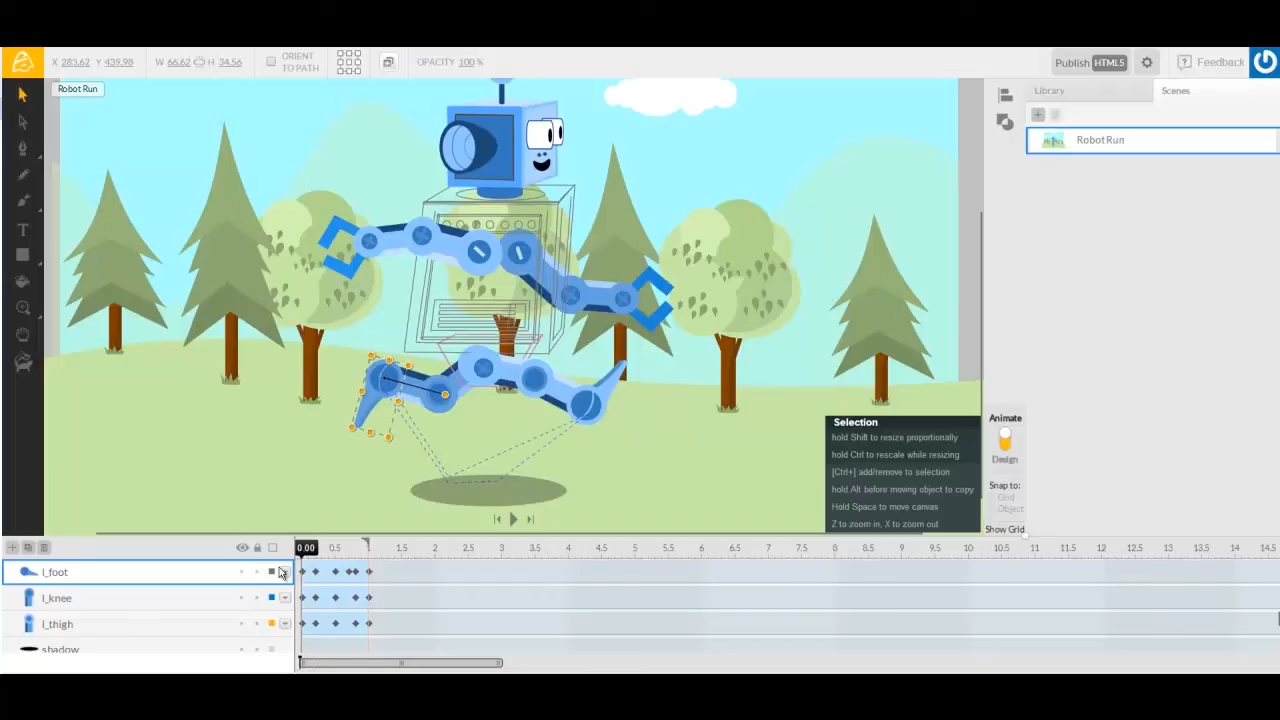 X 283.62 Y 439.98 W 66.62 H 34.56
ORIENT
TO PATH
OPACITY 100 %
Publish HTML5
Feedback
Robot Run
Library
Scenes
RobotRun
Selection
hold Shift to resize proportionally
hold Ctrl to rescale while resizing
[Ctrl+] add/remove to selection
hold Alt before moving object to copy
Hold Space to move canvas
Z to zoom in, X to zoom out
Animate
Design
Snap to:
Grid
Object
Show Grid
0.00 0.5 1.5 2 2.5 3 3.5 4 4.5 5 5.5 6 6.5 7 7.5 8 8.5 9 9.5 10 10.5 11 11.5 12 12.5 13 13.5 14 14.5
l_foot
l_knee
l_thigh
shadow